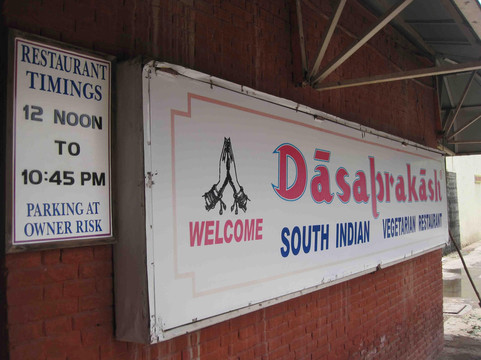 RESTAURANT
TIMINGS
12 NOON
TO
10:45 PM
PARKING AT
OWNER RISK
WELCOME
Dāsaprakāsh
SOUTH INDIAN VEGETARIAN RESTAURANT